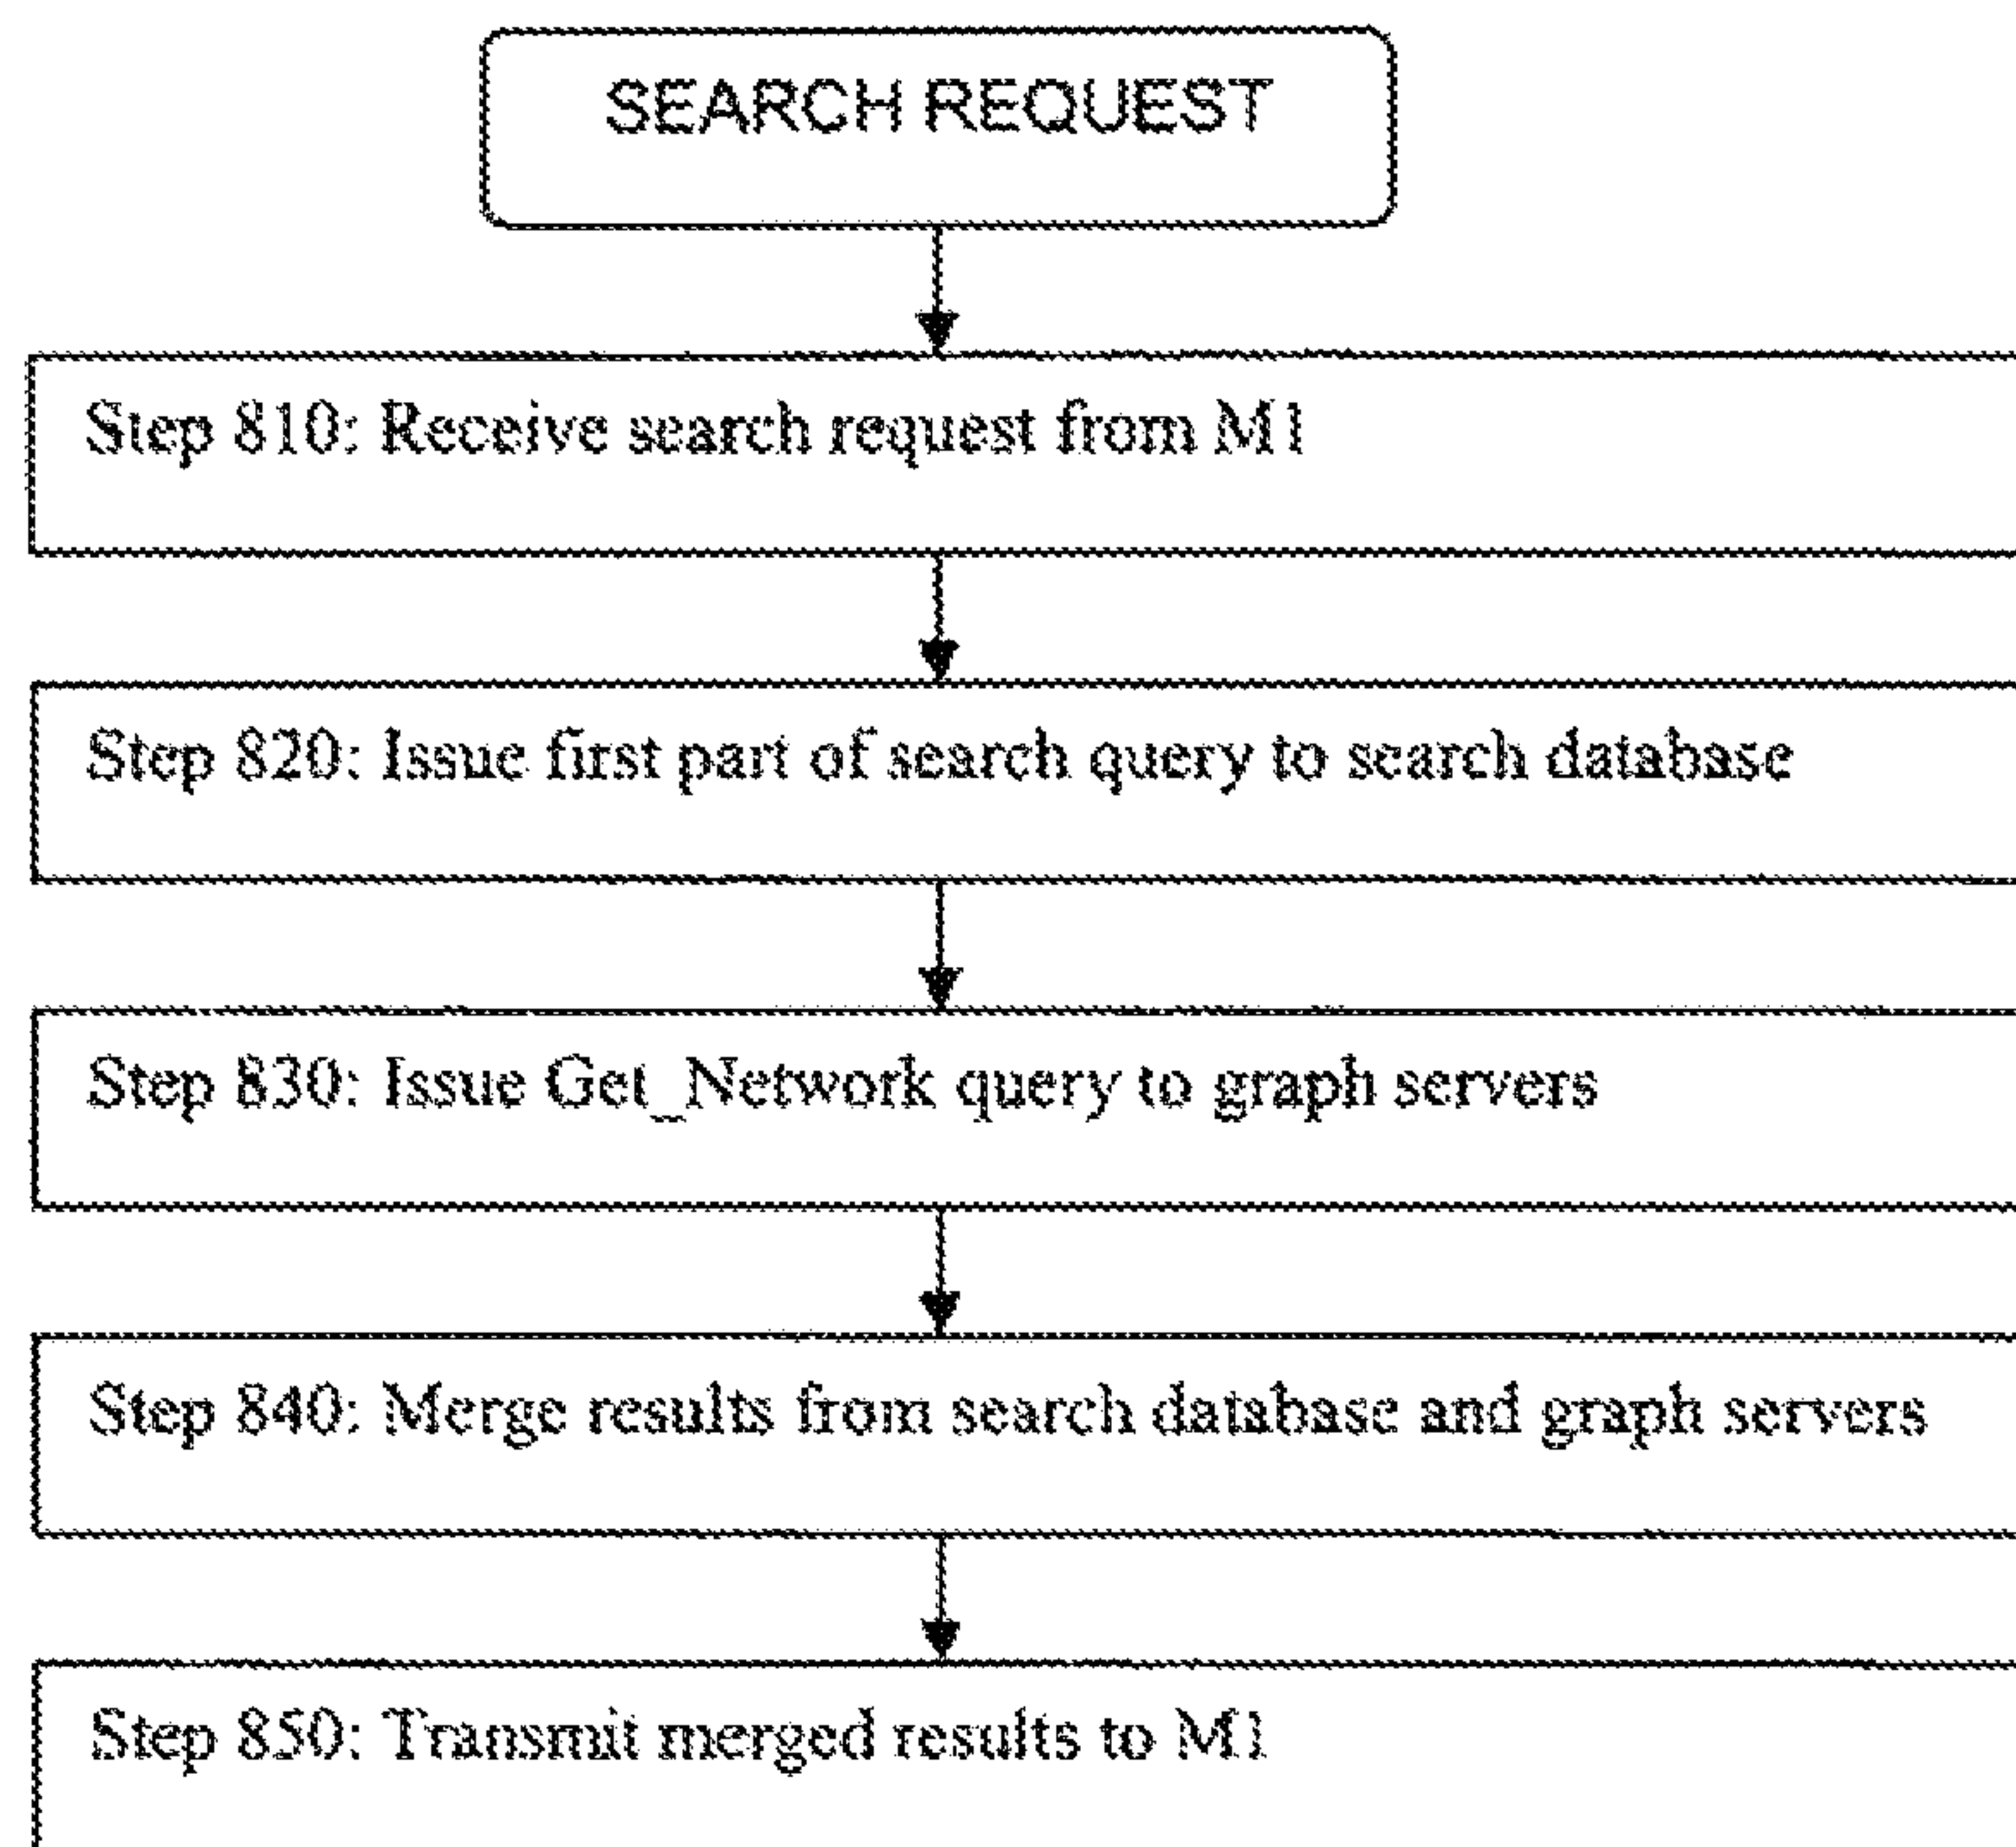 SEARCH REQUEST
Step 810: Receive search request from M1
Step 820: Issue first part of search query to search database
Step 830: Issue Get_Network query to graph servers
Step 840: Merge results from search database and graph servers
Step 850: Transmit merged results to M1